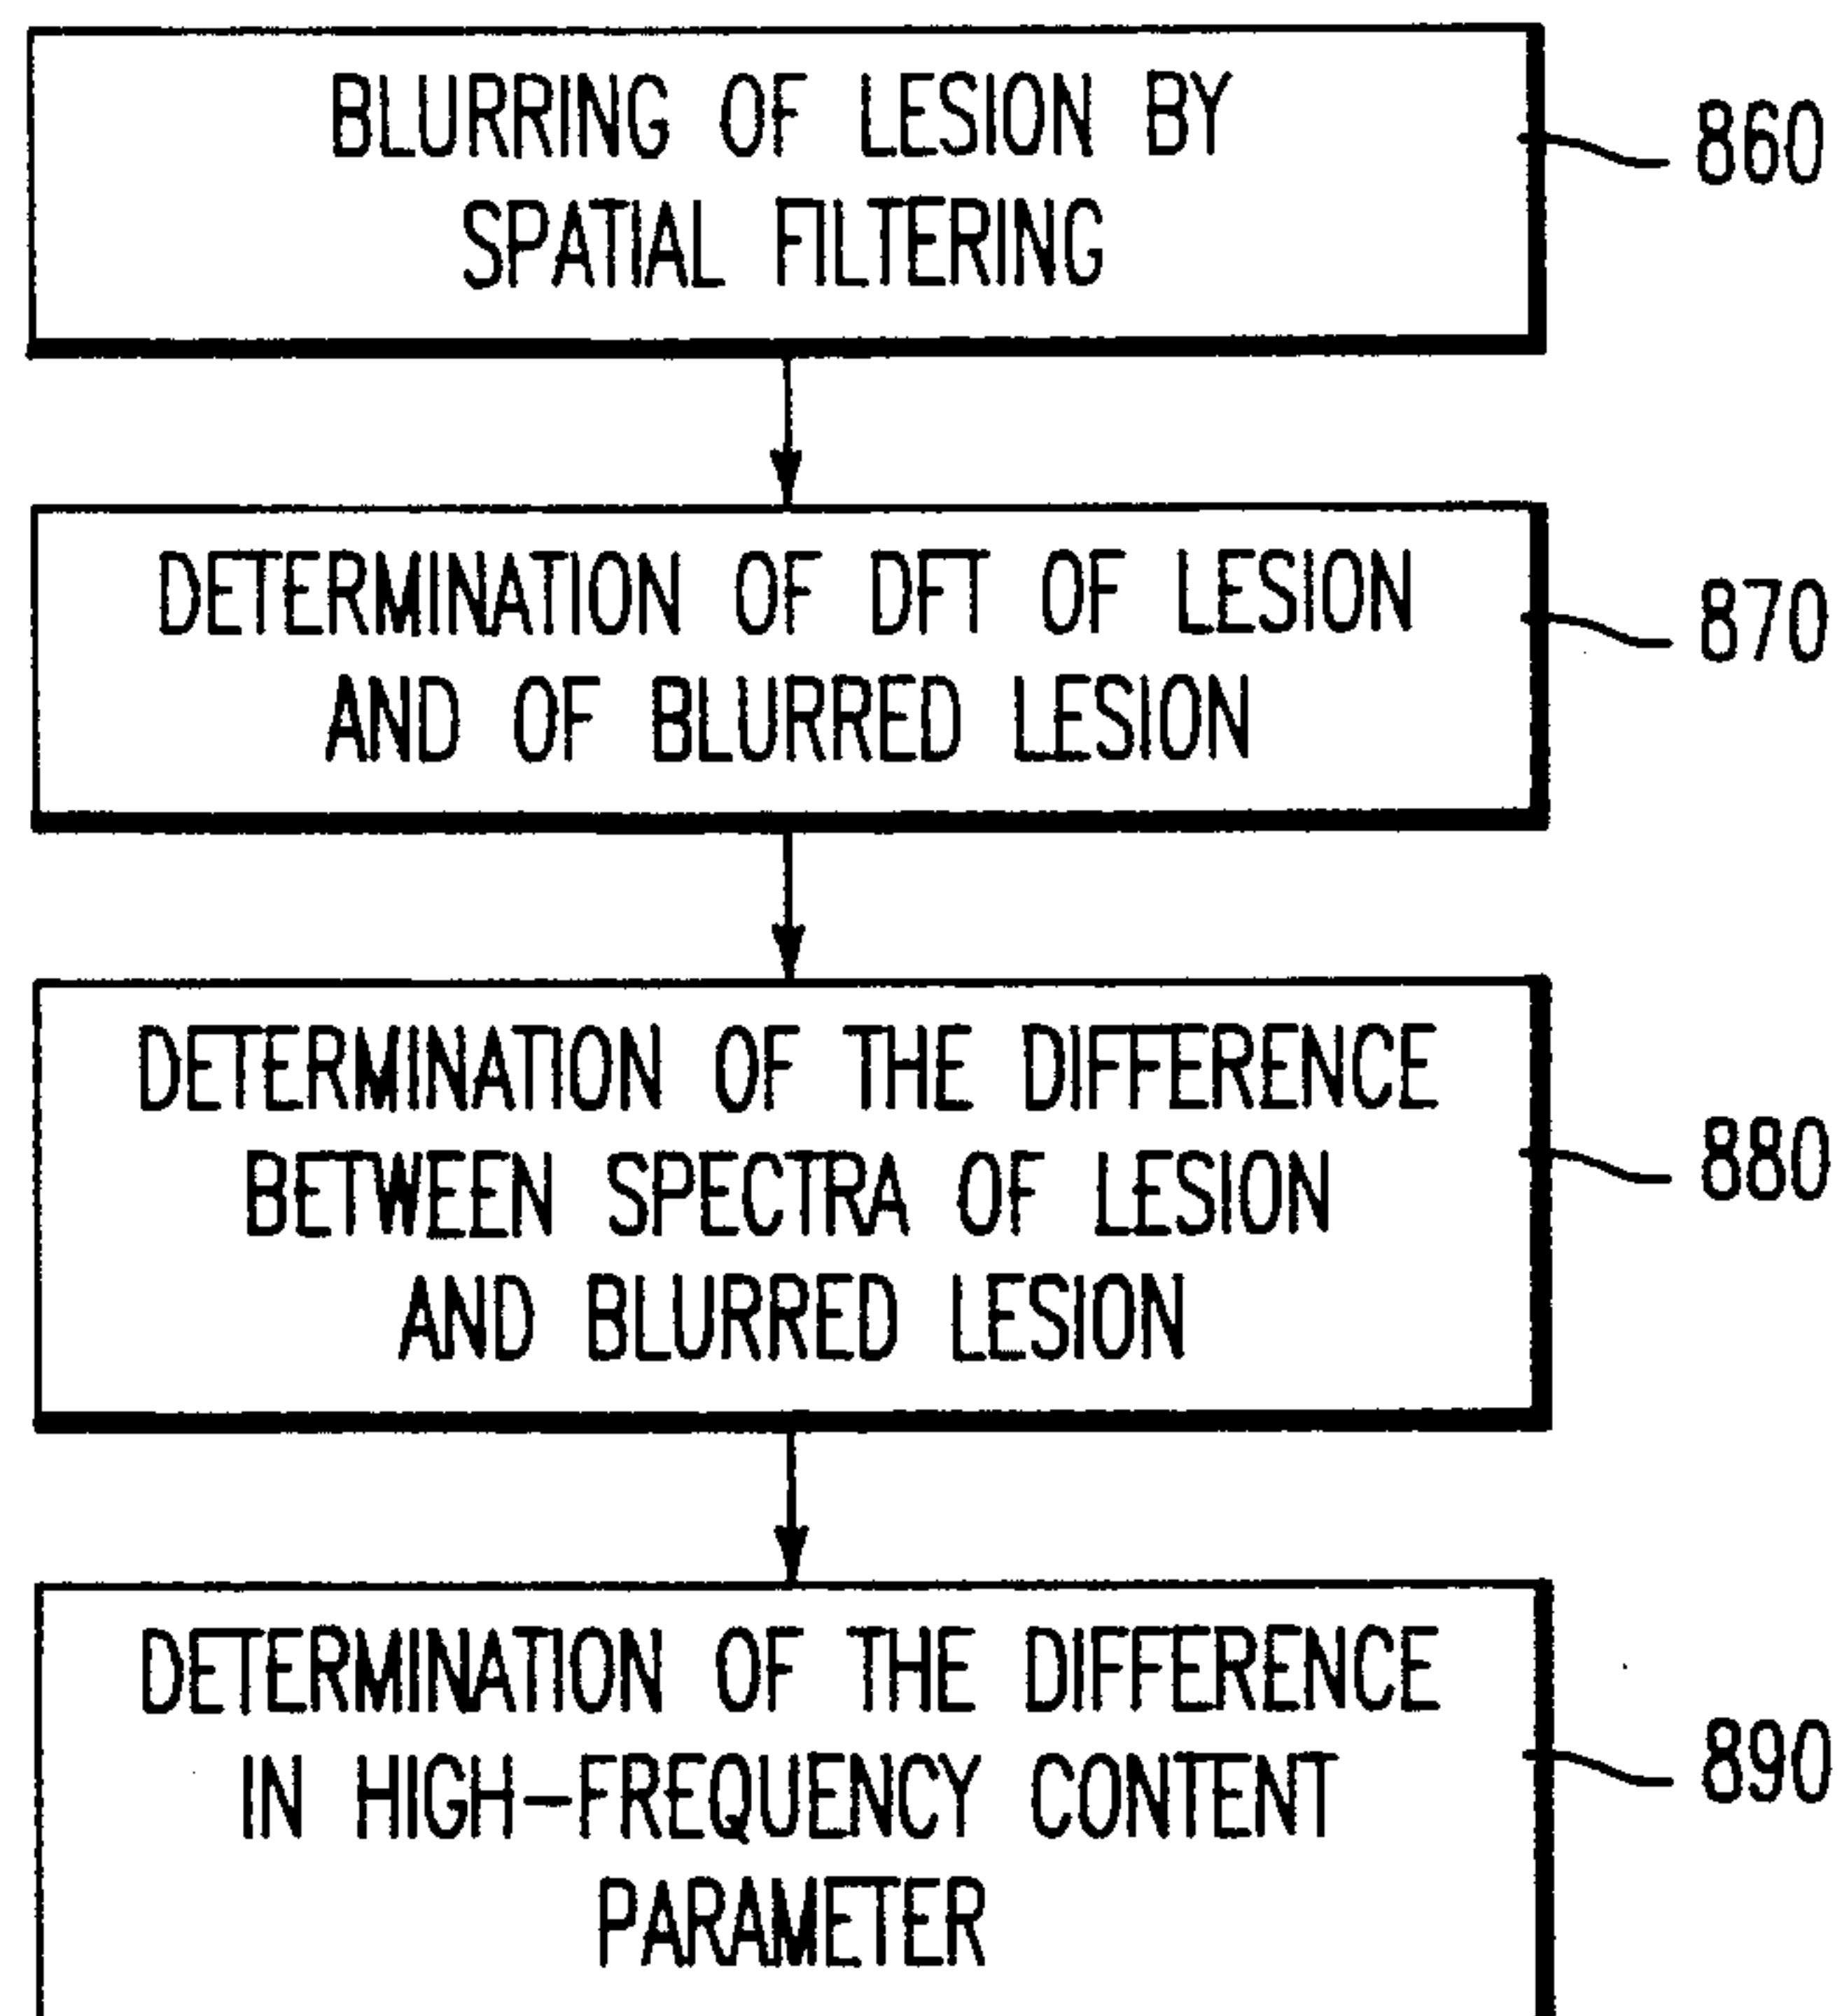 BLURRING OF LESION BY
SPATIAL FILTERING
860
DETERMINATION OF DFT OF LESION
AND OF BLURRED LESION
870
DETERMINATION OF THE DIFFERENCE
BETWEEN SPECTRA OF LESION
AND BLURRED LESION
880
DETERMINATION OF THE DIFFERENCE
IN HIGH-FREQUENCY CONTENT
PARAMETER
890